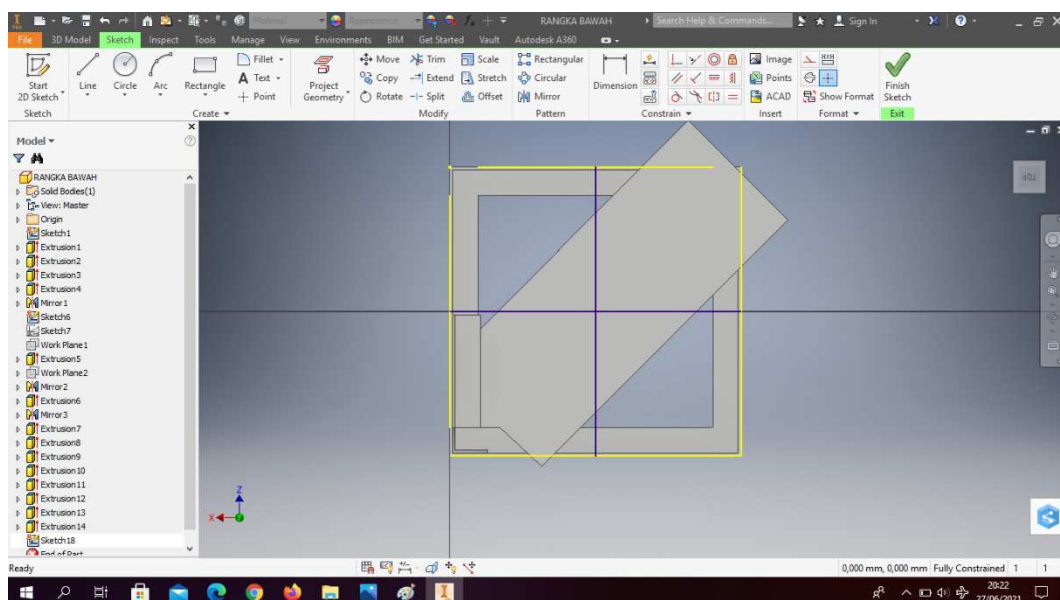 Material
Appearance
RANGKA BAWAH
Search Help & Commands...
Sign In
File 3D Model Sketch Inspect Tools Manage View Environments BIM Get Started Vault Autodesk A360
Start 2D Sketch
Line
Circle
Arc
Rectangle
Fillet
Text
Point
Project Geometry
Move
Trim
Scale
Copy
Extend
Stretch
Rotate
Split
Offset
Rectangular
Circular
Mirror
Dimension
Image
Points
ACAD
Show Format
Finish Sketch
Sketch Create Modify Pattern Constrain Insert Format Exit
Model
RANGKA BAWAH
Solid Bodies(1)
View: Master
Origin
Sketch1
Extrusion1
Extrusion2
Extrusion3
Extrusion4
Mirror1
Sketch6
Sketch7
Work Plane1
Extrusion5
Work Plane2
Mirror2
Extrusion6
Mirror3
Extrusion7
Extrusion8
Extrusion9
Extrusion10
Extrusion11
Extrusion12
Extrusion13
Extrusion14
Sketch18
End of Part
TOP
Z
X
Ready
0,000 mm, 0,000 mm Fully Constrained 1 1
20:22
27/06/2021